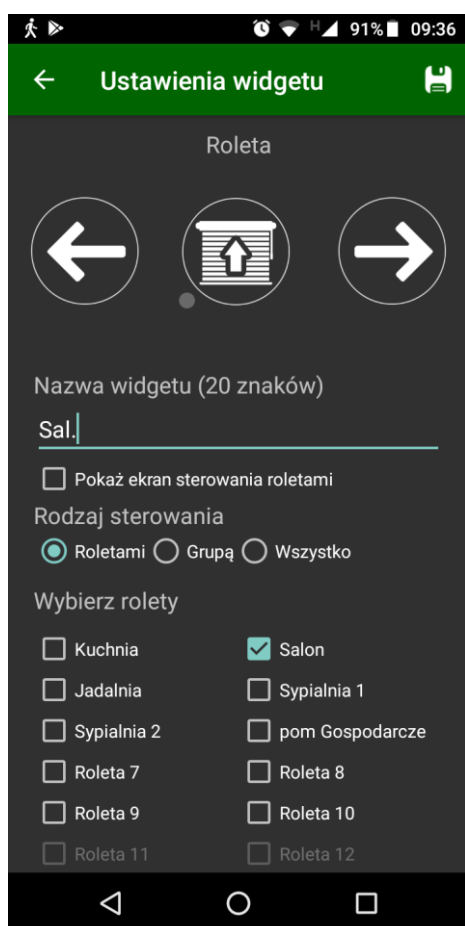 H 91% 09:36
Ustawienia widgetu
Roleta
Nazwa widgetu (20 znaków)
Sal.
Pokaż ekran sterowania roletami
Rodzaj sterowania
Roletami Grupą Wszystko
Wybierz rolety
Kuchnia Salon
Jadalnia Sypialnia 1
Sypialnia 2 pom Gospodarcze
Roleta 7 Roleta 8
Roleta 9 Roleta 10
Roleta 11 Roleta 12